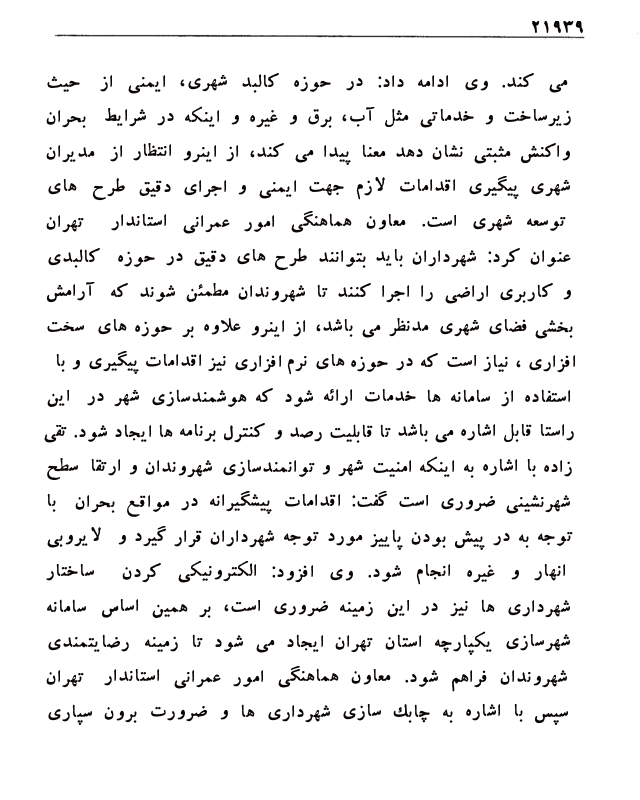 ۲۱۹۳۹
می کند. وی ادامه داد: در حوزه کالبد شهری، ایمنی از حیث
زیرساخت و خدماتی مثل آب، برق و غیره و اینکه در شرایط بحران
واکنش مثبتی نشان دهد معنا پیدا می کند، از اینرو انتظار از مدیران
شهری پیگیری اقدامات لازم جهت ایمنی و اجرای دقیق طرح های
توسعه شهری است. معاون هماهنگی امور عمرانی استاندار تهران
عنوان کرد: شهرداران باید بتوانند طرح های دقیق در حوزه کالبدی
و کاربری اراضی را اجرا کنند تا شهروندان مطمئن شوند که آرامش
بخشی فضای شهری مدنظر می باشد، از اینرو علاوه بر حوزه های سخت
افزاری ، نیاز است که در حوزه های نرم افزاری نیز اقدامات پیگیری و با
استفاده از سامانه ها خدمات ارائه شود که هوشمندسازی شهر در این
راستا قابل اشاره می باشد تا قابلیت رصد و کنترل برنامه ها ایجاد شود. تقی
زاده با اشاره به اینکه امنیت شهر و توانمندسازی شهروندان و ارتقا سطح
شهرنشینی ضروری است گفت: اقدامات پیشگیرانه در مواقع بحران با
توجه به در پیش بودن پاییز مورد توجه شهرداران قرار گیرد و لایروبی
انهار و غیره انجام شود. وی افزود: الکترونیکی کردن ساختار
شهرداری ها نیز در این زمینه ضروری است، بر همین اساس سامانه
شهرسازی یکپارچه استان تهران ایجاد می شود تا زمینه رضایتمندی
شهروندان فراهم شود. معاون هماهنگی امور عمرانی استاندار تهران
سپس با اشاره به چابك سازی شهرداری ها و ضرورت برون سپاری